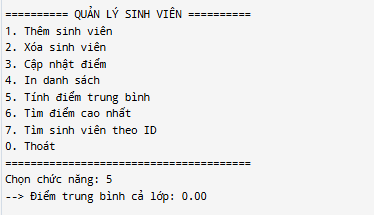 ========== QUẢN LÝ SINH VIÊN ==========
1. Thêm sinh viên
2. Xóa sinh viên
3. Cập nhật điểm
4. In danh sách
5. Tính điểm trung bình
6. Tìm điểm cao nhất
7. Tìm sinh viên theo ID
0. Thoát
=======================================
Chọn chức năng: 5
--> Điểm trung bình cả lớp: 0.00